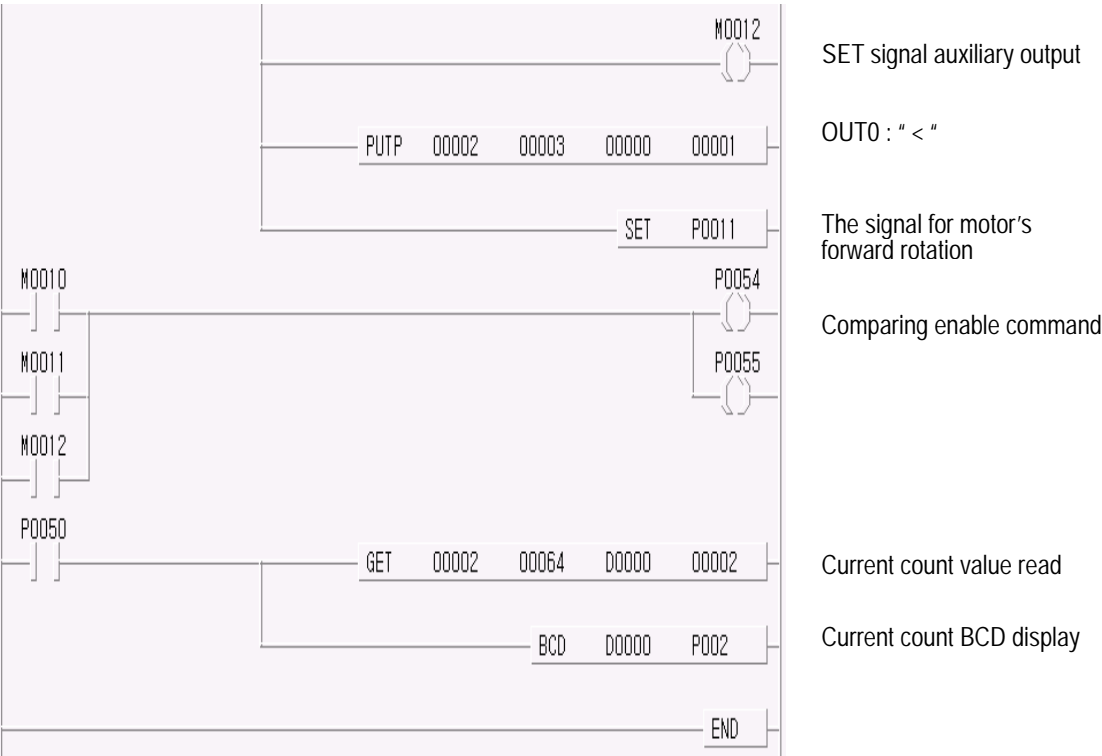 M0012
SET signal auxiliary output
PUTP 00002 00003 00000 00001
OUT0 : “ < “
SET P0011
The signal for motor’s
forward rotation
M0010
P0054
Comparing enable command
M0011
P0055
M0012
P0050
GET 00002 00064 D0000 00002
Current count value read
BCD D0000 P002
Current count BCD display
END